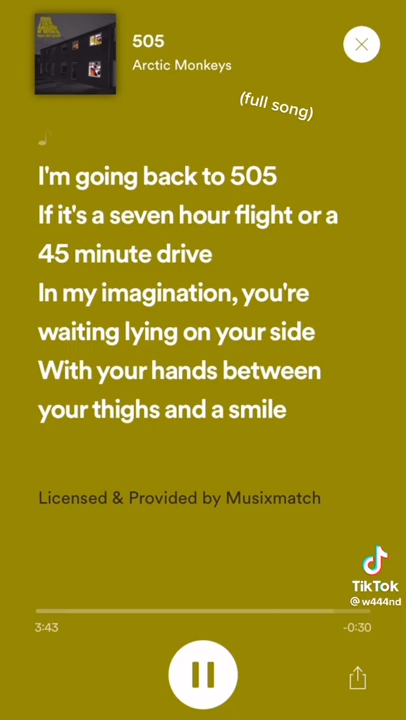 505
Arctic Monkeys
(full song)
I'm going back to 505
If it's a seven hour flight or a
45 minute drive
In my imagination, you're
waiting lying on your side
With your hands between
your thighs and a smile
Licensed & Provided by Musixmatch
TikTok
@w444nd
3:43
-0:30